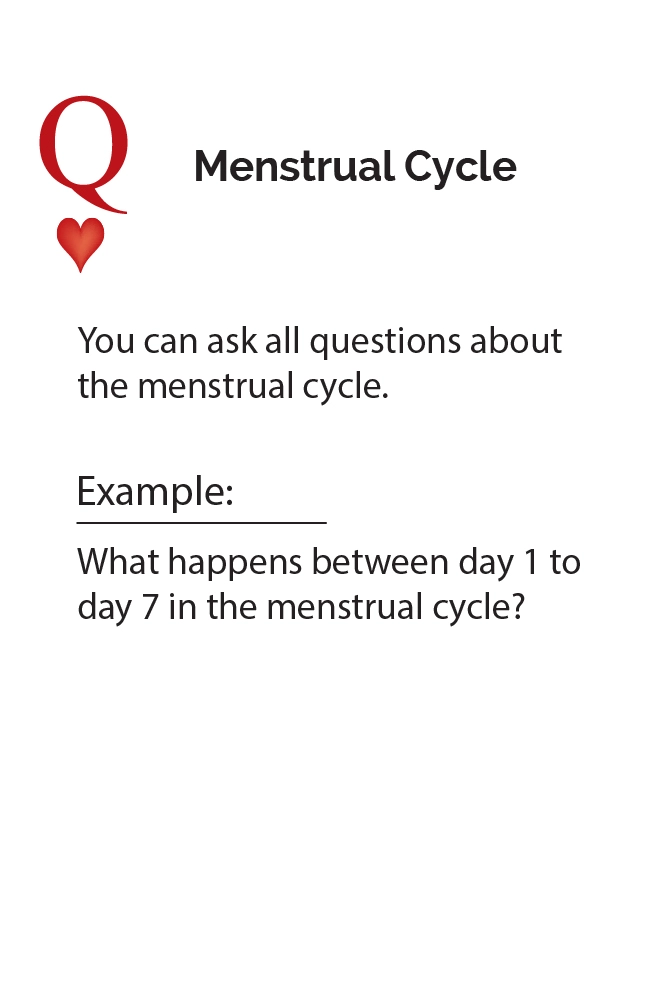 Q
Menstrual Cycle
You can ask all questions about
the menstrual cycle.
Example:
What happens between day 1 to
day 7 in the menstrual cycle?